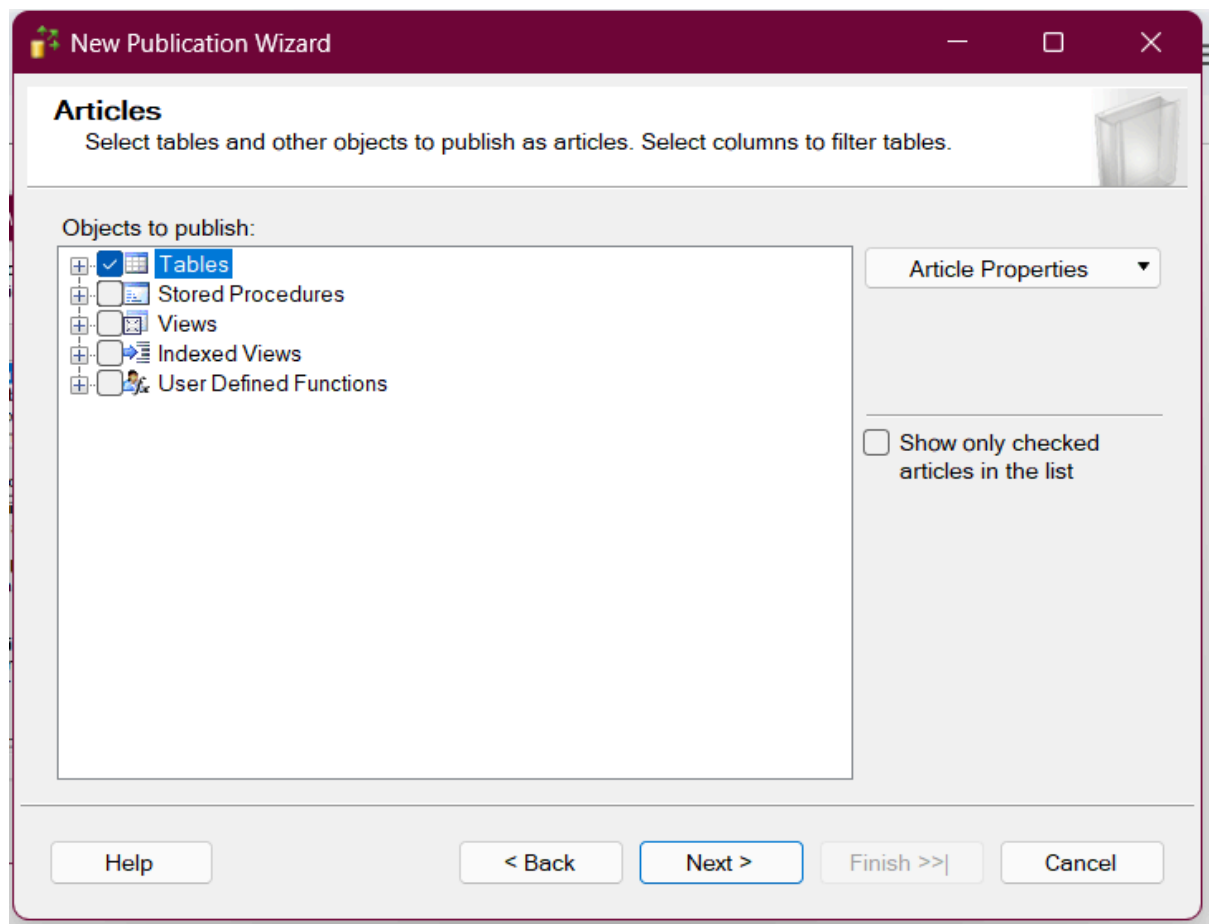 New Publication Wizard
Articles
Select tables and other objects to publish as articles. Select columns to filter tables.
Objects to publish:
Tables
Stored Procedures
Views
Indexed Views
User Defined Functions
Article Properties
Show only checked
articles in the list
Help
< Back
Next >
Finish >>|
Cancel